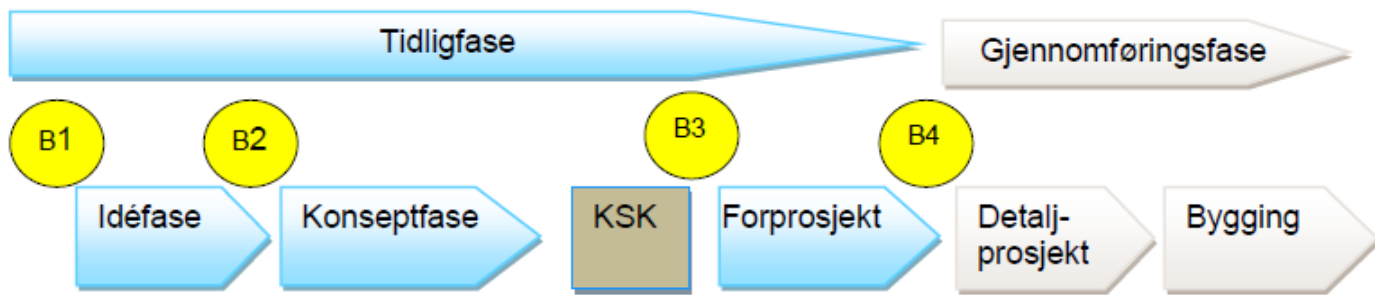 Tidligfase
Gjennomføringsfase
B1
B2
B3
B4
Idéfase
Konseptfase
KSK
Forprosjekt
Detalj-
prosjekt
Bygging